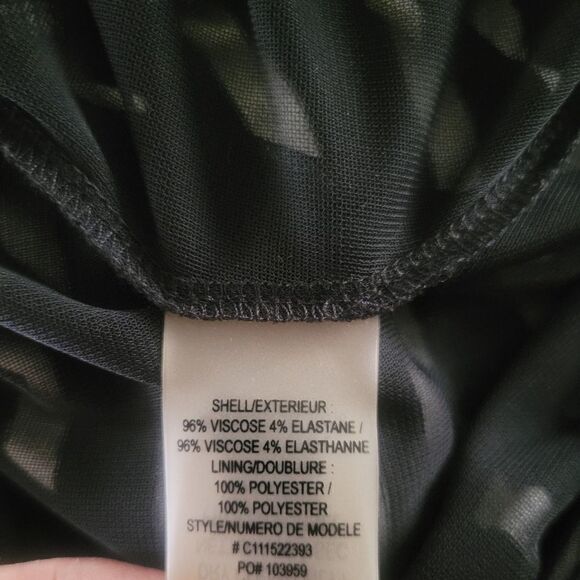 SHELL/EXTERIEUR :
96% VISCOSE 4% ELASTANE /
96% VISCOSE 4% ELASTHANNE
LINING/DOUBLURE :
100% POLYESTER /
100% POLYESTER
STYLE/NUMERO DE MODELE
# C111522393
PO# 103959